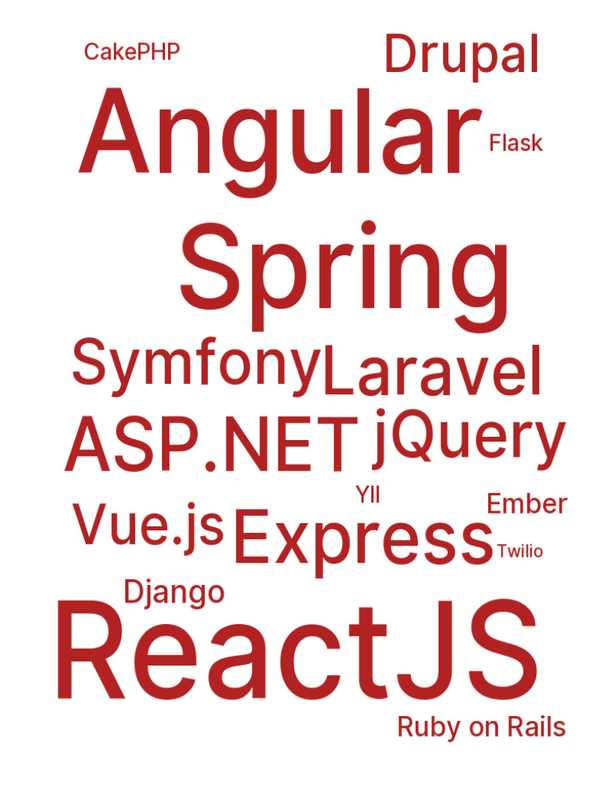 CakePHP
Drupal
Angular
Flask
Spring
Symfony
Laravel
ASP.NET
jQuery
YII
Ember
Vue.js
Express
Twilio
Django
ReactJS
Ruby on Rails